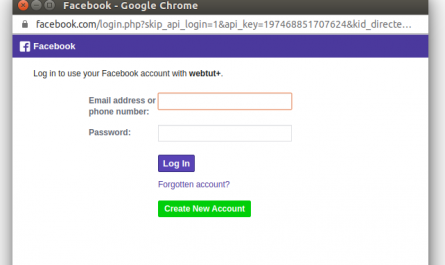 Facebook - Google Chrome
facebook.com/login.php?skip_api_login=1&api_key=197468851707624&kid_directe...
Facebook
Log in to use your Facebook account with webtut+.
Email address or
phone number:
Password:
Log In
Forgotten account?
Create New Account